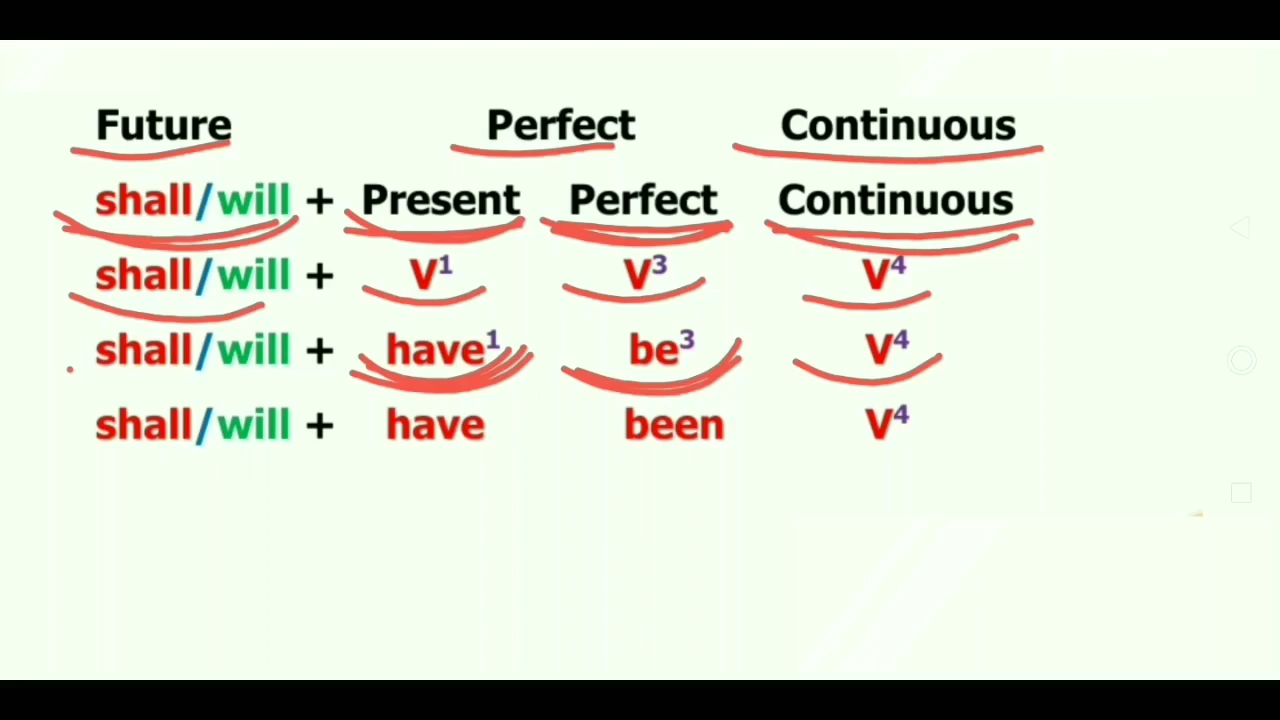 Future Perfect Continuous
shall/will + Present Perfect Continuous
shall/will + V¹ V³ V⁴
shall/will + have¹ be³ V⁴
shall/will + have been V⁴